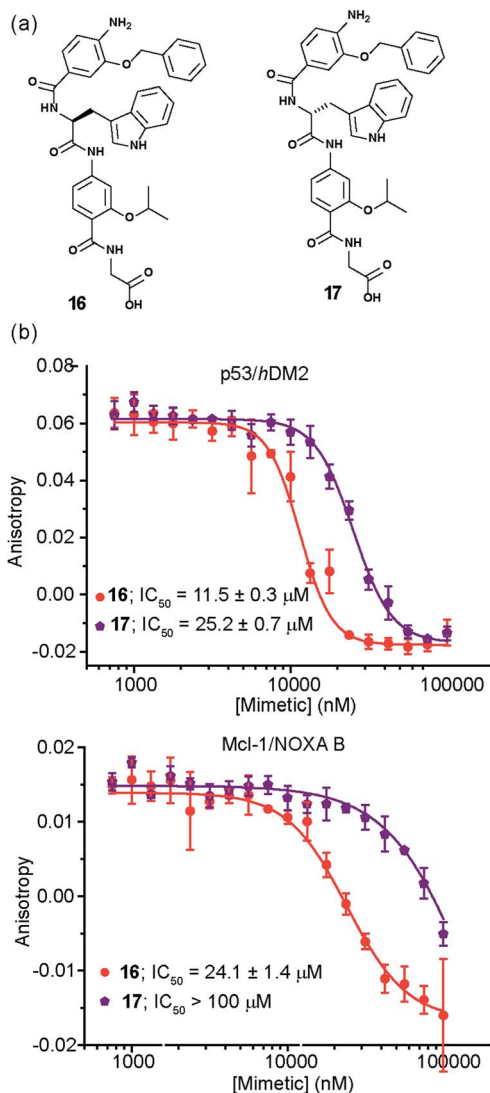 (a)
NH₂
O
O
HN
O
NH
NH
O
O
NH
O
OH
16
NH₂
O
O
HN
O
NH
NH
O
O
NH
O
OH
17
(b)
p53/hDM2
Anisotropy
0.08
0.06
0.04
0.02
0.00
-0.02
16; IC₅₀ = 11.5 ± 0.3 µM
17; IC₅₀ = 25.2 ± 0.7 µM
1000 10000 100000
[Mimetic] (nM)
Mcl-1/NOXA B
Anisotropy
0.02
0.01
0.00
-0.01
-0.02
16; IC₅₀ = 24.1 ± 1.4 µM
17; IC₅₀ > 100 µM
1000 10000 100000
[Mimetic] (nM)